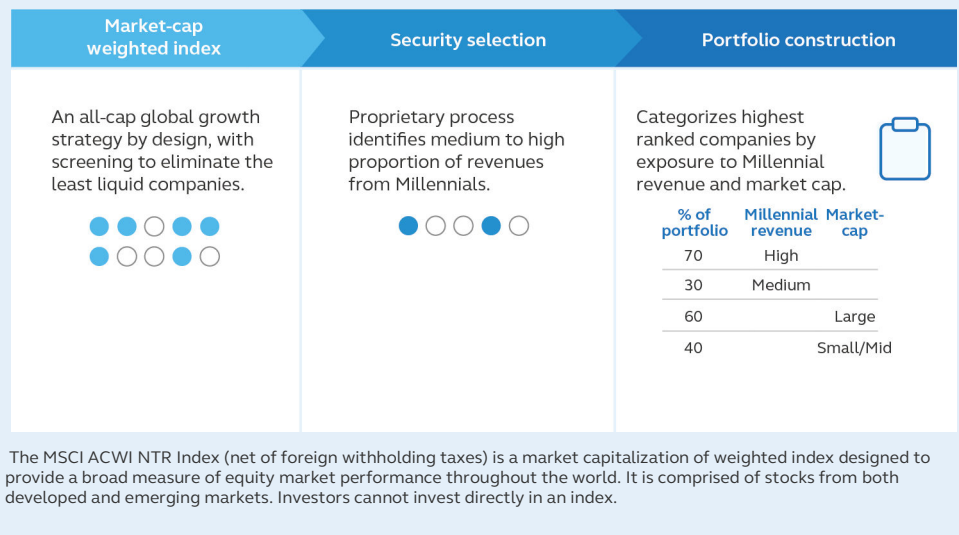 Market-cap
weighted index
Security selection
Portfolio construction
An all-cap global growth
strategy by design, with
screening to eliminate the
least liquid companies.
Proprietary process
identifies medium to high
proportion of revenues
from Millennials.
Categorizes highest
ranked companies by
exposure to Millennial
revenue and market cap.
% of portfolio Millennial revenue Market-cap
70 High
30 Medium
60 Large
40 Small/Mid
The MSCI ACWI NTR Index (net of foreign withholding taxes) is a market capitalization of weighted index designed to
provide a broad measure of equity market performance throughout the world. It is comprised of stocks from both
developed and emerging markets. Investors cannot invest directly in an index.